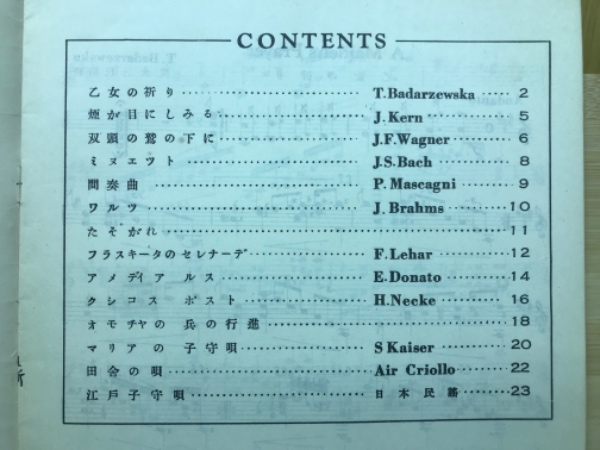 CONTENTS
乙女の祈り T.Badarzewska 2
煙が目にしみる J.Kern 5
双頭の鷲の下に J.F.Wagner 6
ミヌエット J.S.Bach 8
間奏曲 P.Mascagni 9
ワルツ J.Brahms 10
たそがれ 11
フラスキータのセレナーデ F.Lehar 12
アメディアルス E.Donato 14
クシコスポスト H.Necke 16
オモチャの兵の行進 18
マリアの子守唄 S Kaiser 20
田舎の唄 Air Criollo 22
江戸子守唄 日本民謡 23